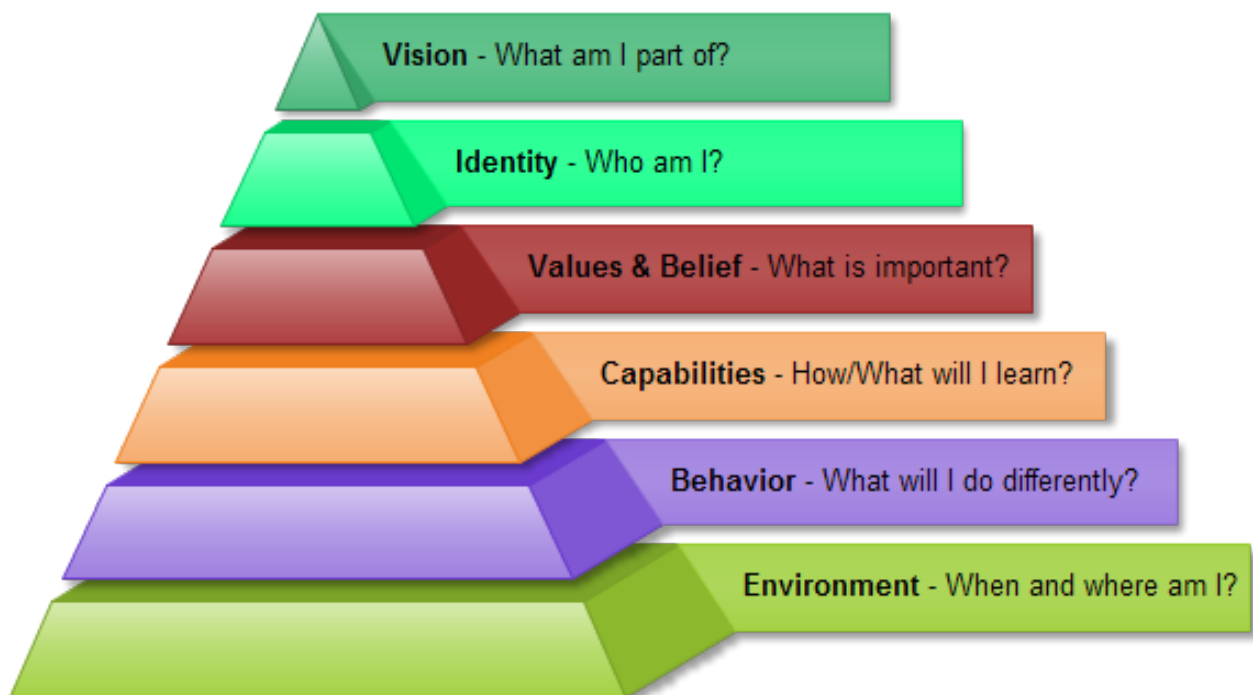 Vision - What am I part of?
Identity - Who am I?
Values & Belief - What is important?
Capabilities - How/What will I learn?
Behavior - What will I do differently?
Environment - When and where am I?